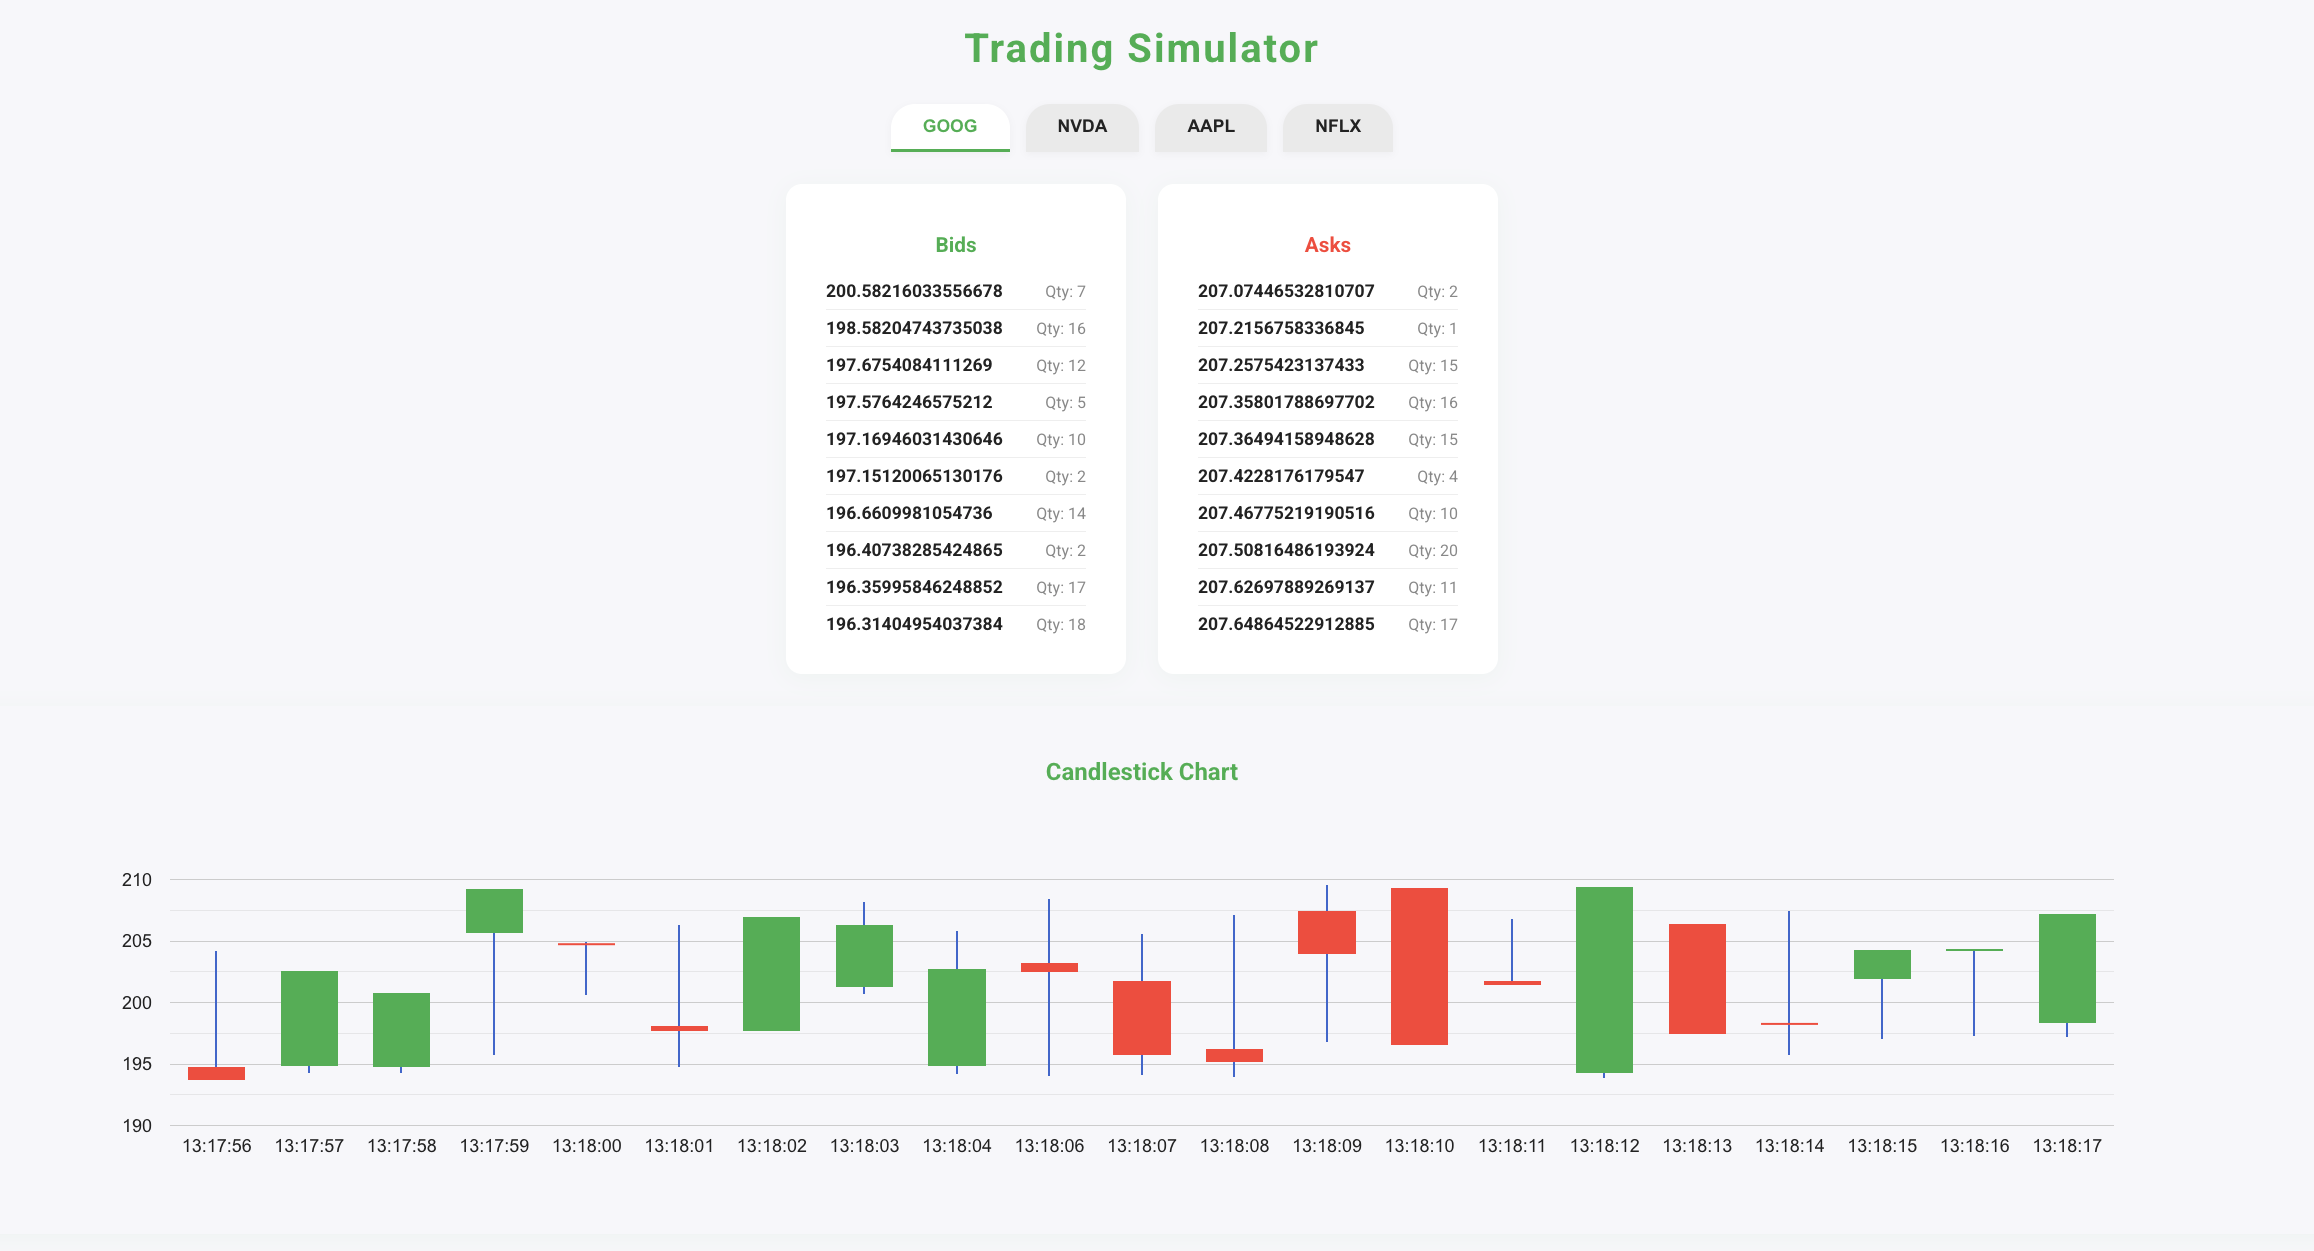 Trading Simulator
GOOG NVDA AAPL NFLX
Bids
200.58216033556678 Qty: 7
198.58204743735038 Qty: 16
197.6754084111269 Qty: 12
197.5764246575212 Qty: 5
197.16946031430646 Qty: 10
197.15120065130176 Qty: 2
196.6609981054736 Qty: 14
196.40738285424865 Qty: 2
196.35995846248852 Qty: 17
196.31404954037384 Qty: 18
Asks
207.07446532810707 Qty: 2
207.2156758336845 Qty: 1
207.2575423137433 Qty: 15
207.35801788697702 Qty: 16
207.36494158948628 Qty: 15
207.4228176179547 Qty: 4
207.46775219190516 Qty: 10
207.50816486193924 Qty: 20
207.62697889269137 Qty: 11
207.64864522912885 Qty: 17
Candlestick Chart
210
205
200
195
190
13:17:56 13:17:57 13:17:58 13:17:59 13:18:00 13:18:01 13:18:02 13:18:03 13:18:04 13:18:06 13:18:07 13:18:08 13:18:09 13:18:10 13:18:11 13:18:12 13:18:13 13:18:14 13:18:15 13:18:16 13:18:17